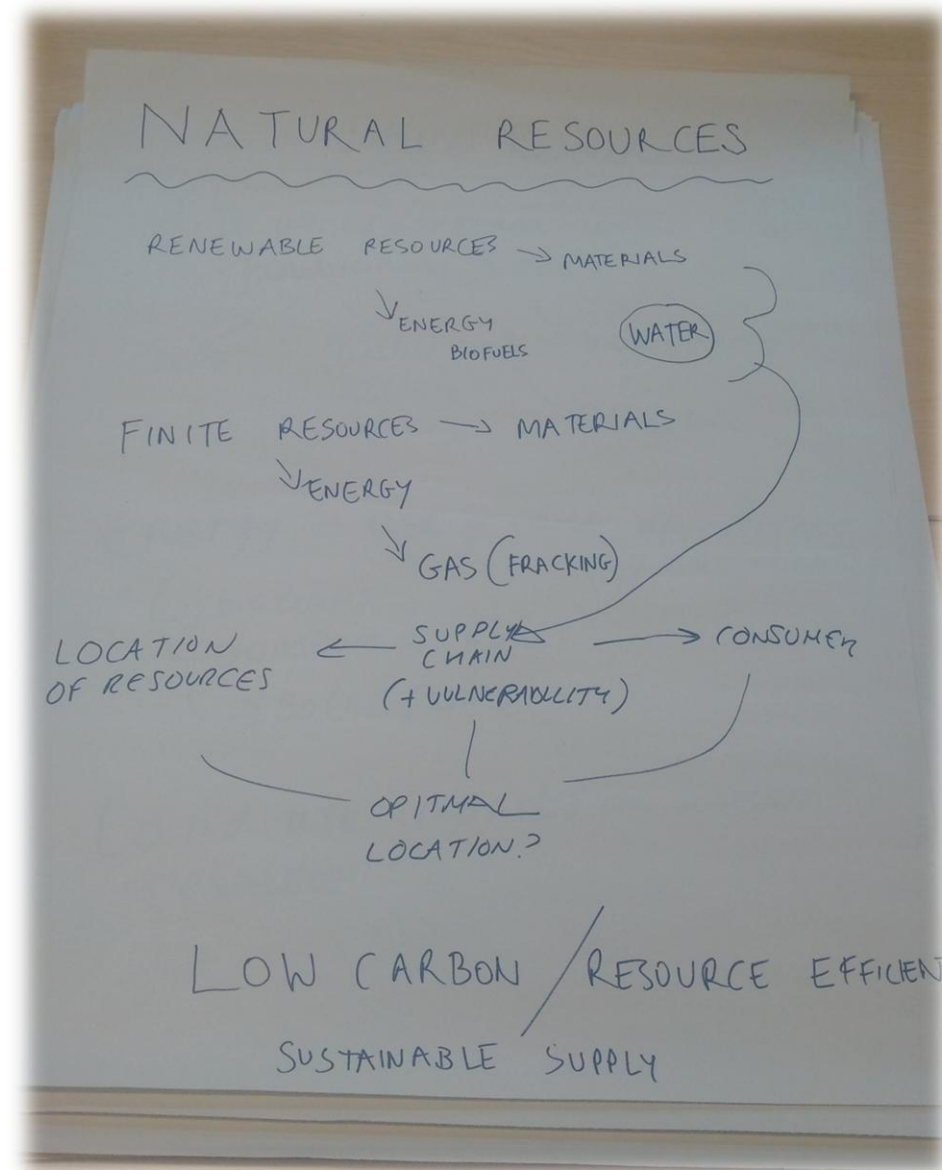 NATURAL RESOURCES
RENEWABLE RESOURCES → MATERIALS
↘ ENERGY
BIOFUELS
WATER
FINITE RESOURCES → MATERIALS
↘ ENERGY
↘ GAS (FRACKING)
LOCATION OF RESOURCES
← SUPPLY CHAIN
(+ VULNERABILLITY)
→ CONSUMER
OPITMAL
LOCATION?
LOW CARBON / RESOURCE EFFICIEN
SUSTAINABLE SUPPLY